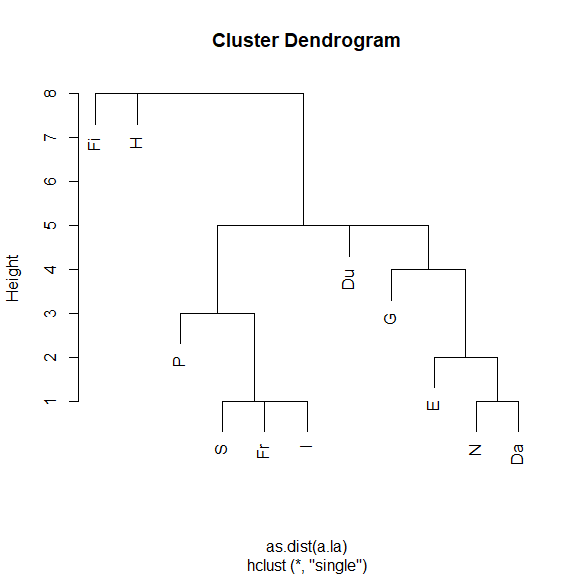 Cluster Dendrogram
Height
8
7
6
5
4
3
2
1
Fi
H
P
S
Fr
I
Du
G
E
N
Da
as.dist(a.la)
hclust (*, "single")